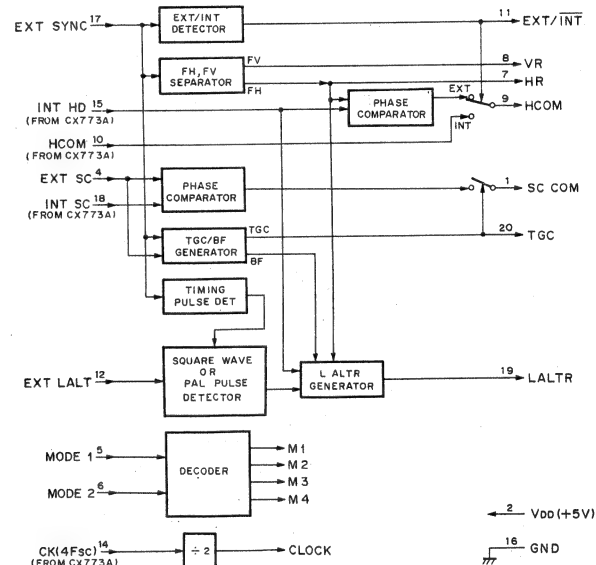 EXT SYNC 17
EXT/INT
DETECTOR
11 EXT/INT
FH, FV
SEPARATOR
FV
FH
8 VR
7 HR
INT HD 15
(FROM CX773A)
PHASE
COMPARATOR
EXT
INT
9 HCOM
HCOM 10
(FROM CX773A)
EXT SC 4
INT SC 18
(FROM CX773A)
PHASE
COMPARATOR
1 SC COM
TGC/BF
GENERATOR
TGC
BF
20 TGC
TIMING
PULSE DET
EXT LALT 12
SQUARE WAVE
OR
PAL PULSE
DETECTOR
L ALTR
GENERATOR
19 LALTR
MODE 1 5
MODE 2 6
DECODER
M1
M2
M3
M4
2 VDD (+5V)
CK(4Fsc) 14
(FROM CX773A)
÷2
CLOCK
16 GND